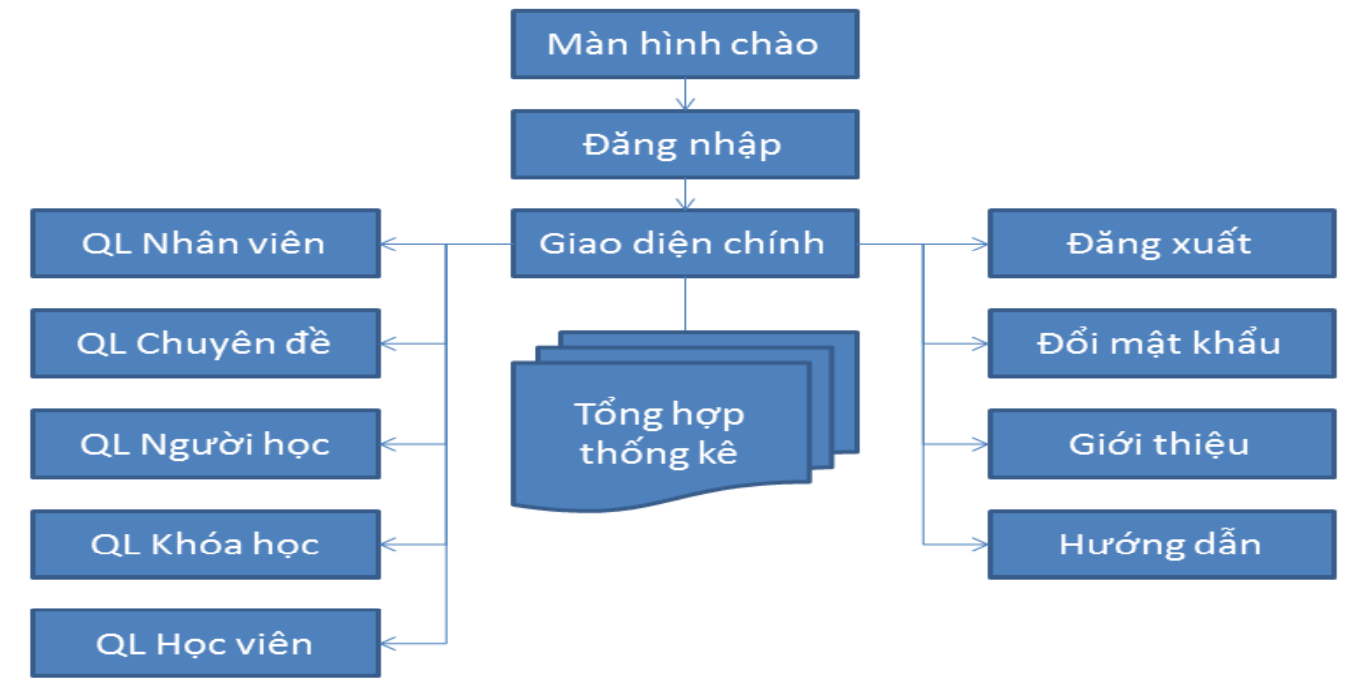 Màn hình chào
Đăng nhập
Giao diện chính
QL Nhân viên
QL Chuyên đề
QL Người học
QL Khóa học
QL Học viên
Tổng hợp
thống kê
Đăng xuất
Đổi mật khẩu
Giới thiệu
Hướng dẫn